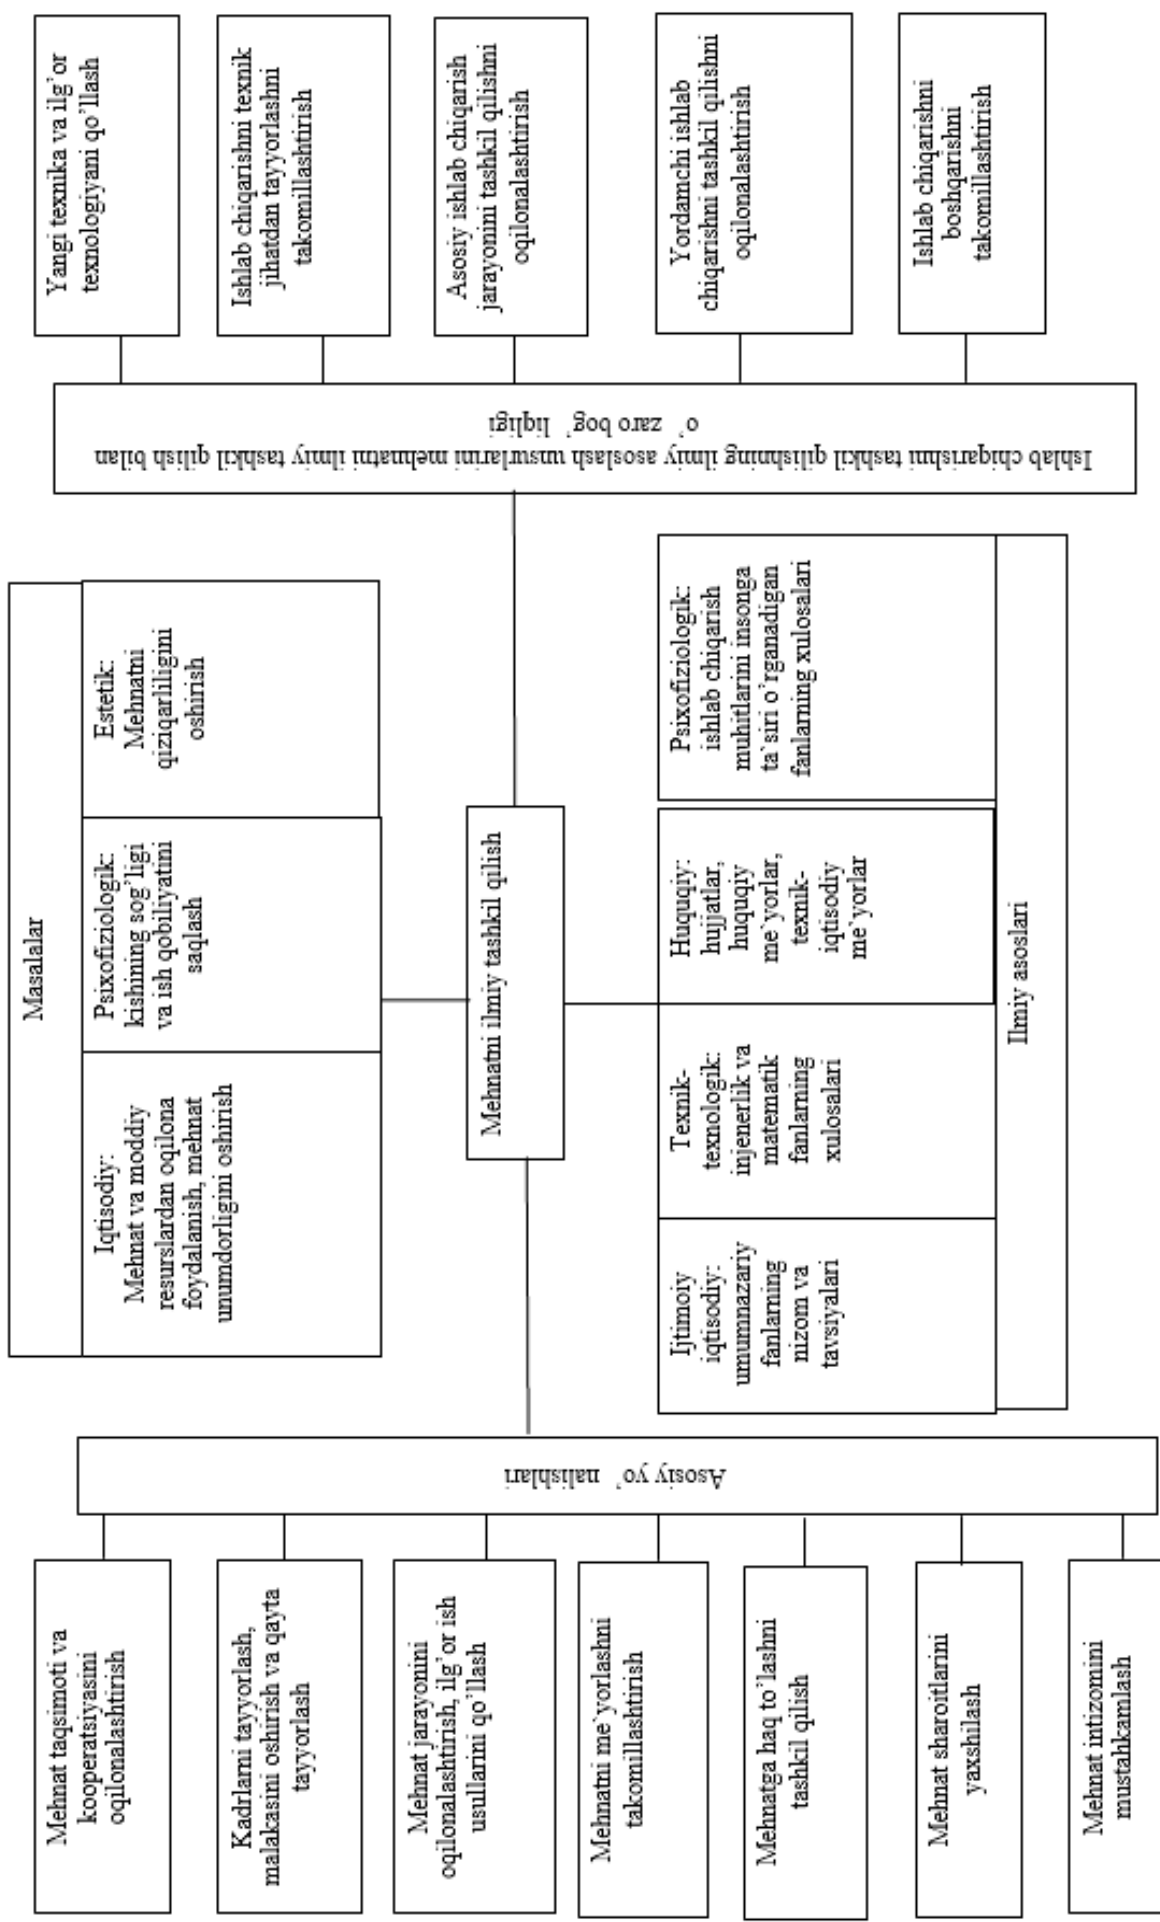 Masalalar
Iqtisodiy:
Mehnat va moddiy
resurslardan oqilona
foydalanish, mehnat
unumdorligini oshirish
Psixofiziologik:
kishining sog’ligi
va ish qobiliyatini
saqlash
Estetik:
Mehnatni
qiziqarliligini
oshirish
Mehnat taqsimoti va
kooperatsiyasini
oqilonalashtirish
Kadrlarni tayyorlash,
malakasini oshirish va qayta
tayyorlash
Mehnat jarayonini
oqilonalashtirish, ilg’or ish
usullarini qo’llash
Mehnatni me`yorlashni
takomillashtirish
Mehnatga haq to`lashni
tashkil qilish
Mehnat sharoitlarini
yaxshilash
Mehnat intizomini
mustahkamlash
Asosiy yo’ nalishlari
Mehnatni ilmiy tashkil qilish
Ishlab chiqarishni tashkil qilishning ilmiy asoslash unsurlarini mehnatni ilmiy tashkil qilish bilan
o’ zaro bog’ liqligi
Yangi texnika va ilg’or
texnologiyani qo’llash
Ishlab chiqarishni texnik
jihatdan tayyorlashni
takomillashtirish
Asosiy ishlab chiqarish
jarayonini tashkil qilishni
oqilonalashtirish
Yordamchi ishlab
chiqarishni tashkil qilishni
oqilonalashtirish
Ishlab chiqarishni
boshqarishni
takomillashtirish
Ijtimoiy
iqtisodiy:
umumnazariy
fanlarning
nizom va
tavsiyalari
Texnik-
texnologik:
injenerlik va
matematik
fanlarning
xulosalari
Huquqiy:
hujjatlar,
huquqiy
me`yorlar,
texnik-
iqtisodiy
me`yorlar
Psixofiziologik:
ishlab chiqarish
muhitlarini insonga
ta`siri o`rganadigan
fanlarning xulosalari
Ilmiy asoslari